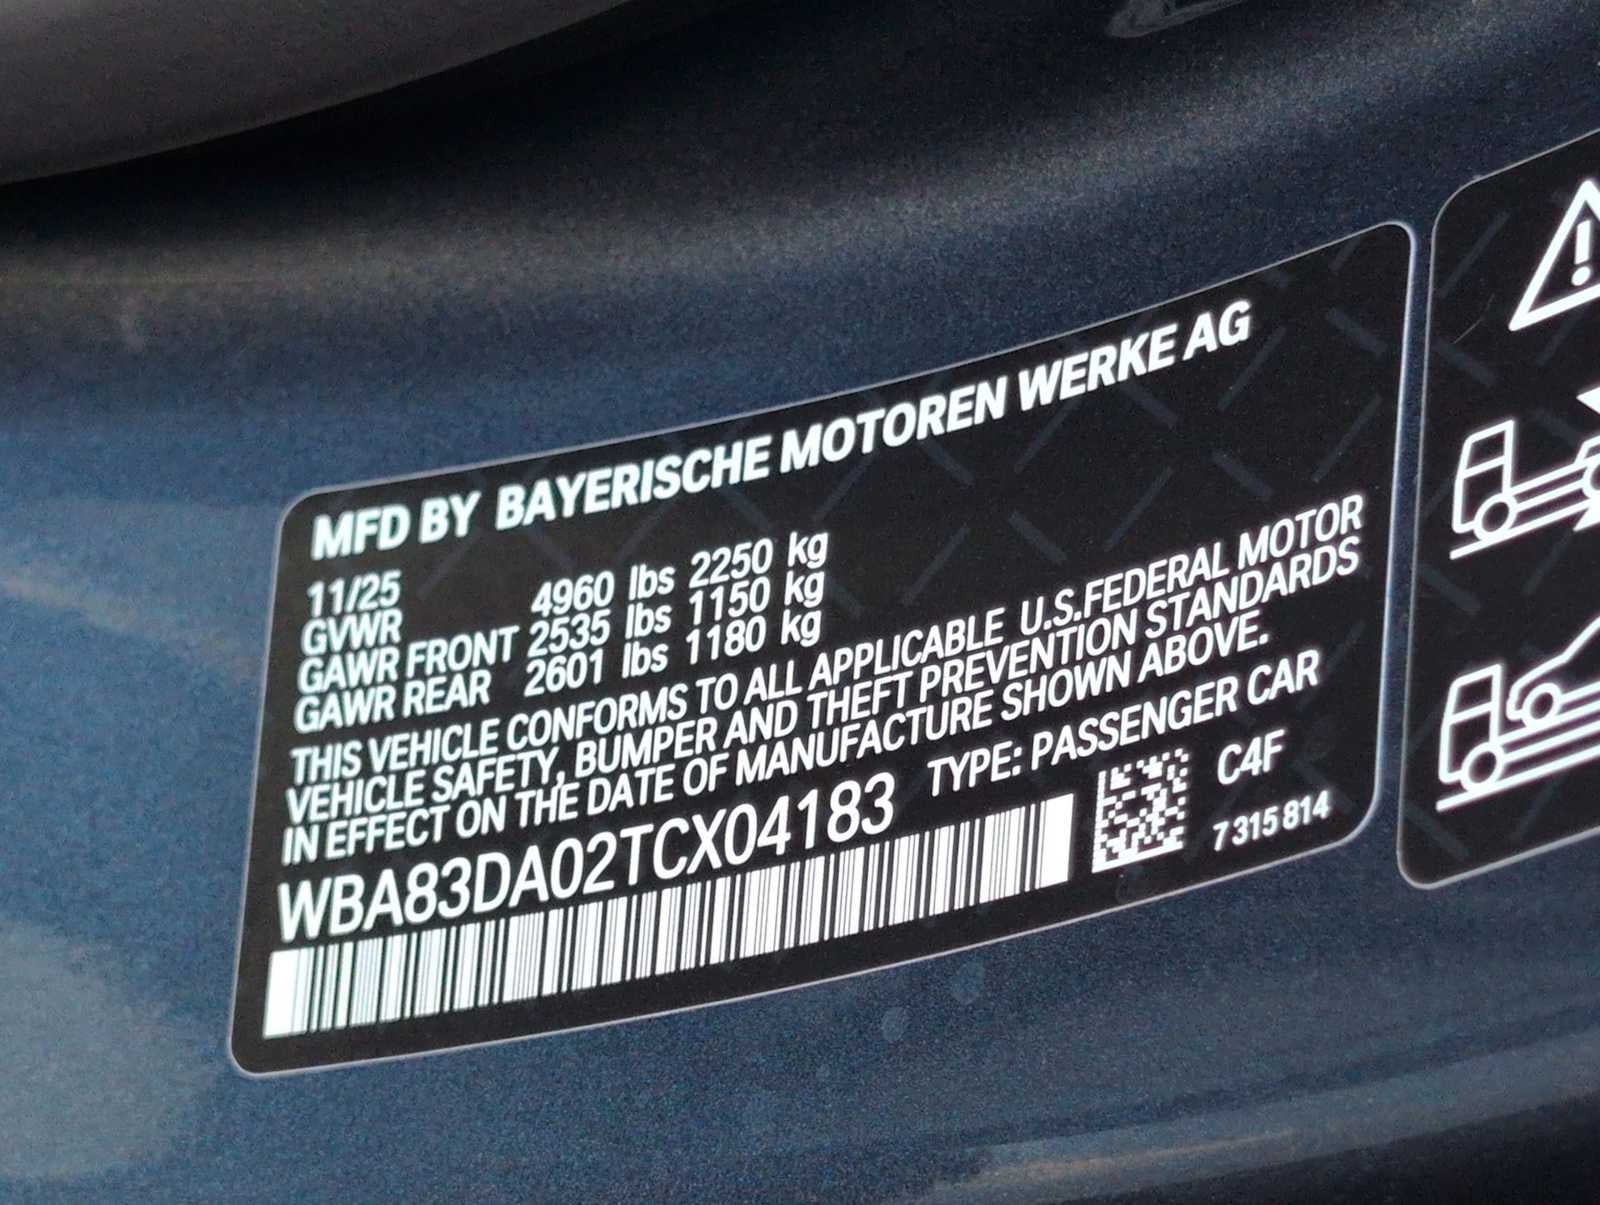 MFD BY BAYERISCHE MOTOREN WERKE AG
11/25
GVWR 4960 lbs 2250 kg
GAWR FRONT 2535 lbs 1150 kg
GAWR REAR 2601 lbs 1180 kg
THIS VEHICLE CONFORMS TO ALL APPLICABLE U.S.FEDERAL MOTOR
VEHICLE SAFETY, BUMPER AND THEFT PREVENTION STANDARDS
IN EFFECT ON THE DATE OF MANUFACTURE SHOWN ABOVE.
WBA83DA02TCX04183 TYPE: PASSENGER CAR
C4F
7 315 814